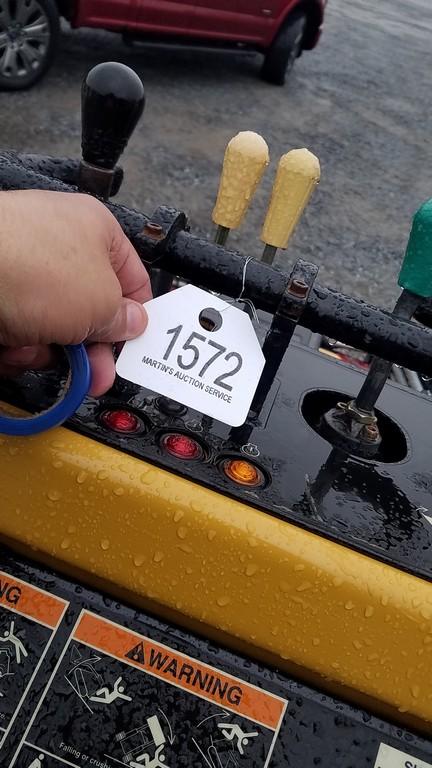 1572
MARTIN'S AUCTION SERVICE
NG
WARNING
Falling or crush